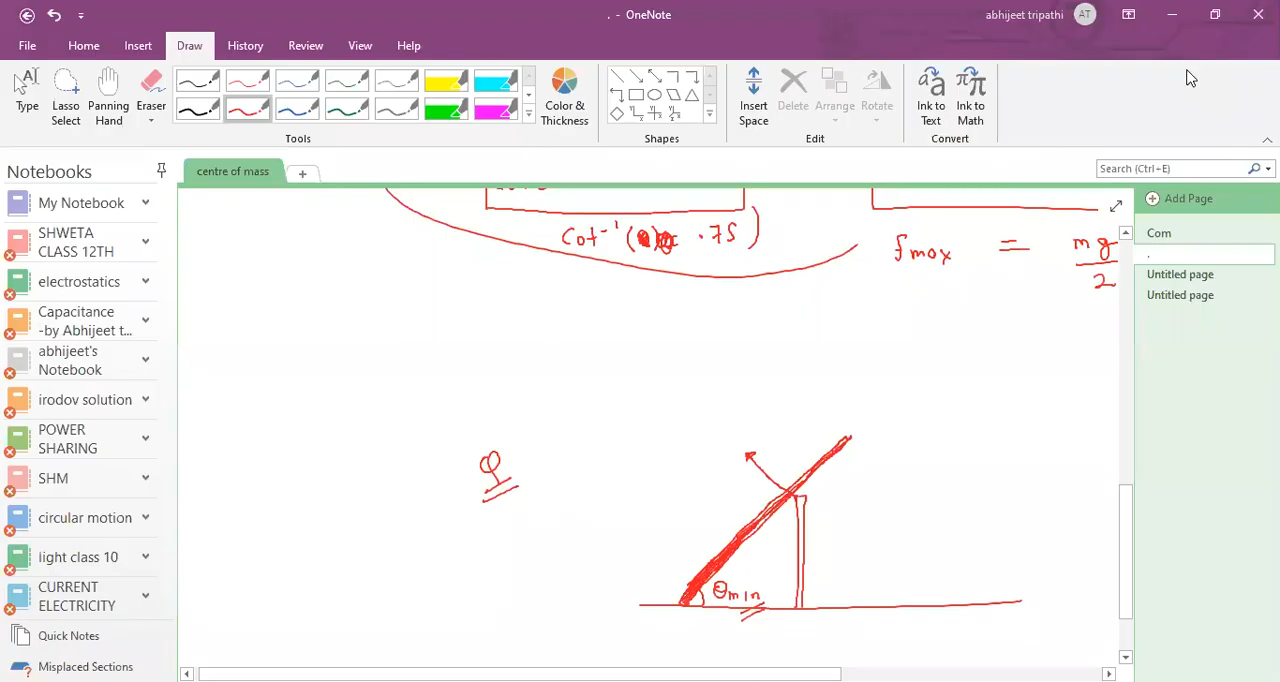 . - OneNote
abhijeet tripathi
AT
File
Home
Insert
Draw
History
Review
View
Help
Type
Lasso
Select
Panning
Hand
Eraser
Color &
Thickness
Insert
Space
Delete
Arrange
Rotate
Ink to
Text
Ink to
Math
Tools
Shapes
Edit
Convert
Notebooks
centre of mass
Search (Ctrl+E)
My Notebook
SHWETA
CLASS 12TH
electrostatics
Capacitance
-by Abhijeet t...
abhijeet's
Notebook
irodov solution
POWER
SHARING
SHM
circular motion
light class 10
CURRENT
ELECTRICITY
Quick Notes
Misplaced Sections
Add Page
Com
.
Untitled page
Untitled page
Cot⁻¹ ( .75 )
fmax = mg
2
Q
θmin